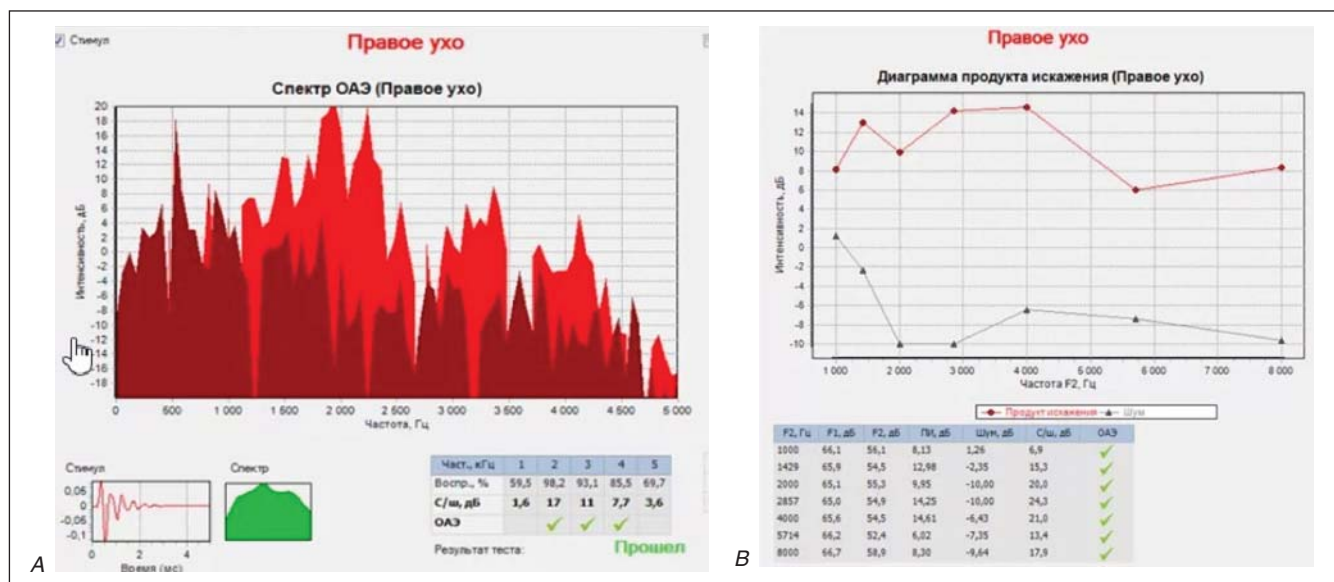 Стимул
Правое ухо
Спектр ОАЭ (Правое ухо)
Интенсивность, дБ
20
18
16
14
12
10
8
6
4
2
0
-2
-4
-6
-8
-10
-12
-14
-16
-18
0 500 1 000 1 500 2 000 2 500 3 000 3 500 4 000 4 500 5 000
Частота, Гц
Стимул
0,05
0
-0,06
-0,1
0 2 4
Время (мс)
Спектр
Част., кГц 1 2 3 4 5
Воспр., % 59,5 98,2 93,1 85,5 69,7
С/ш, дБ 1,6 17 11 7,7 3,6
ОАЭ ✓ ✓ ✓
Результат теста: Прошел
A
Правое ухо
Диаграмма продукта искажения (Правое ухо)
Интенсивность, дБ
14
12
10
8
6
4
2
0
-2
-4
-6
-8
-10
1 000 2 000 3 000 4 000 5 000 6 000 7 000 8 000
Частота F2, Гц
Продукт искажения Шум
F2, Гц F1, дБ F2, дБ ПИ, дБ Шум, дБ С/ш, дБ ОАЭ
1000 66,1 56,1 8,13 1,26 6,9 ✓
1429 65,9 54,5 12,98 -2,35 15,3 ✓
2000 65,1 55,3 9,95 -10,00 20,0 ✓
2857 65,0 54,9 14,25 -10,00 24,3 ✓
4000 65,6 54,5 14,61 -6,43 21,0 ✓
5714 66,2 52,4 6,02 -7,35 13,4 ✓
8000 66,7 58,9 8,30 -9,64 17,9 ✓
B